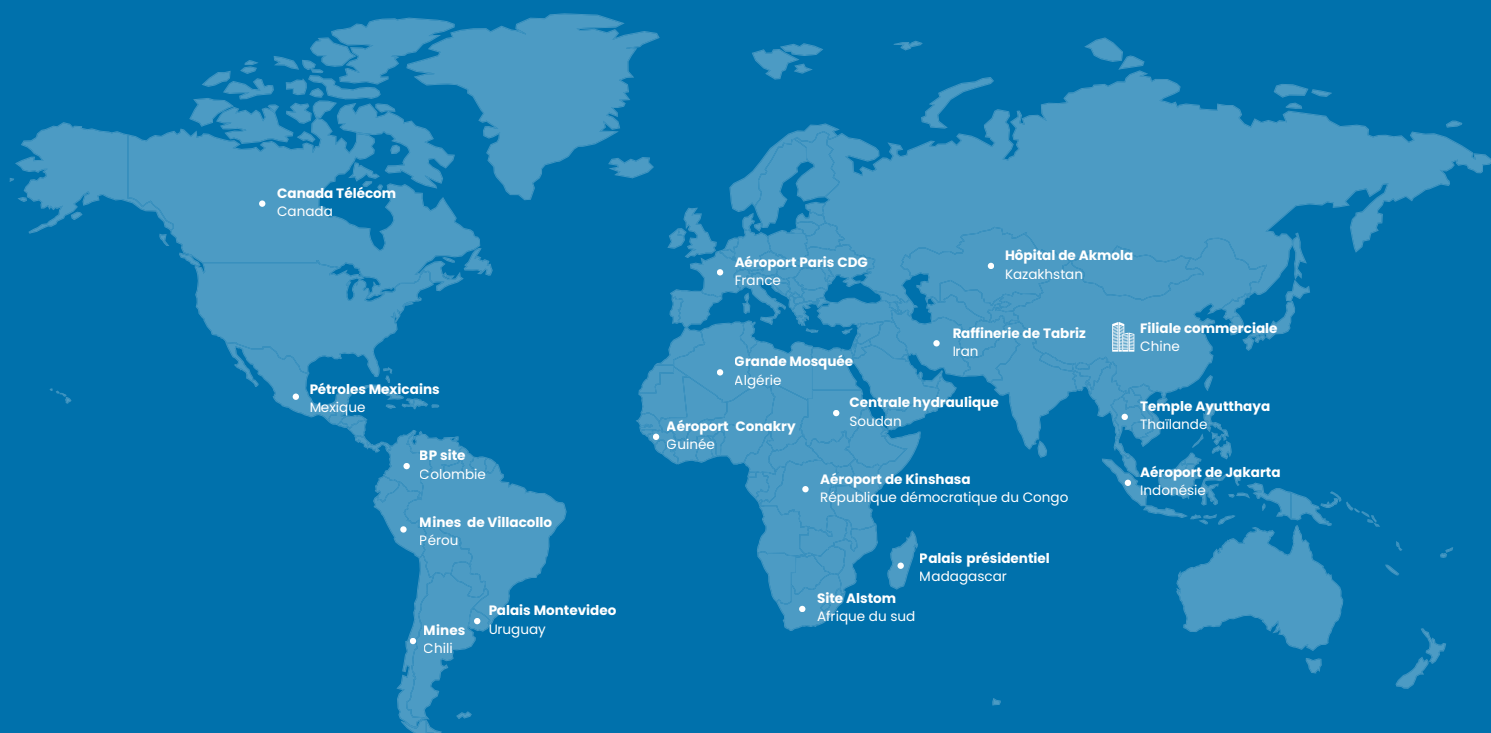 Canada Télécom
Canada
Aéroport Paris CDG
France
Hôpital de Akmola
Kazakhstan
Raffinerie de Tabriz
Iran
Filiale commerciale
Chine
Grande Mosquée
Algérie
Pétroles Mexicains
Mexique
Centrale hydraulique
Soudan
Temple Ayutthaya
Thaïlande
Aéroport Conakry
Guinée
BP site
Colombie
Aéroport de Jakarta
Indonésie
Aéroport de Kinshasa
République démocratique du Congo
Mines de Villacollo
Pérou
Palais présidentiel
Madagascar
Site Alstom
Afrique du sud
Palais Montevideo
Uruguay
Mines
Chili